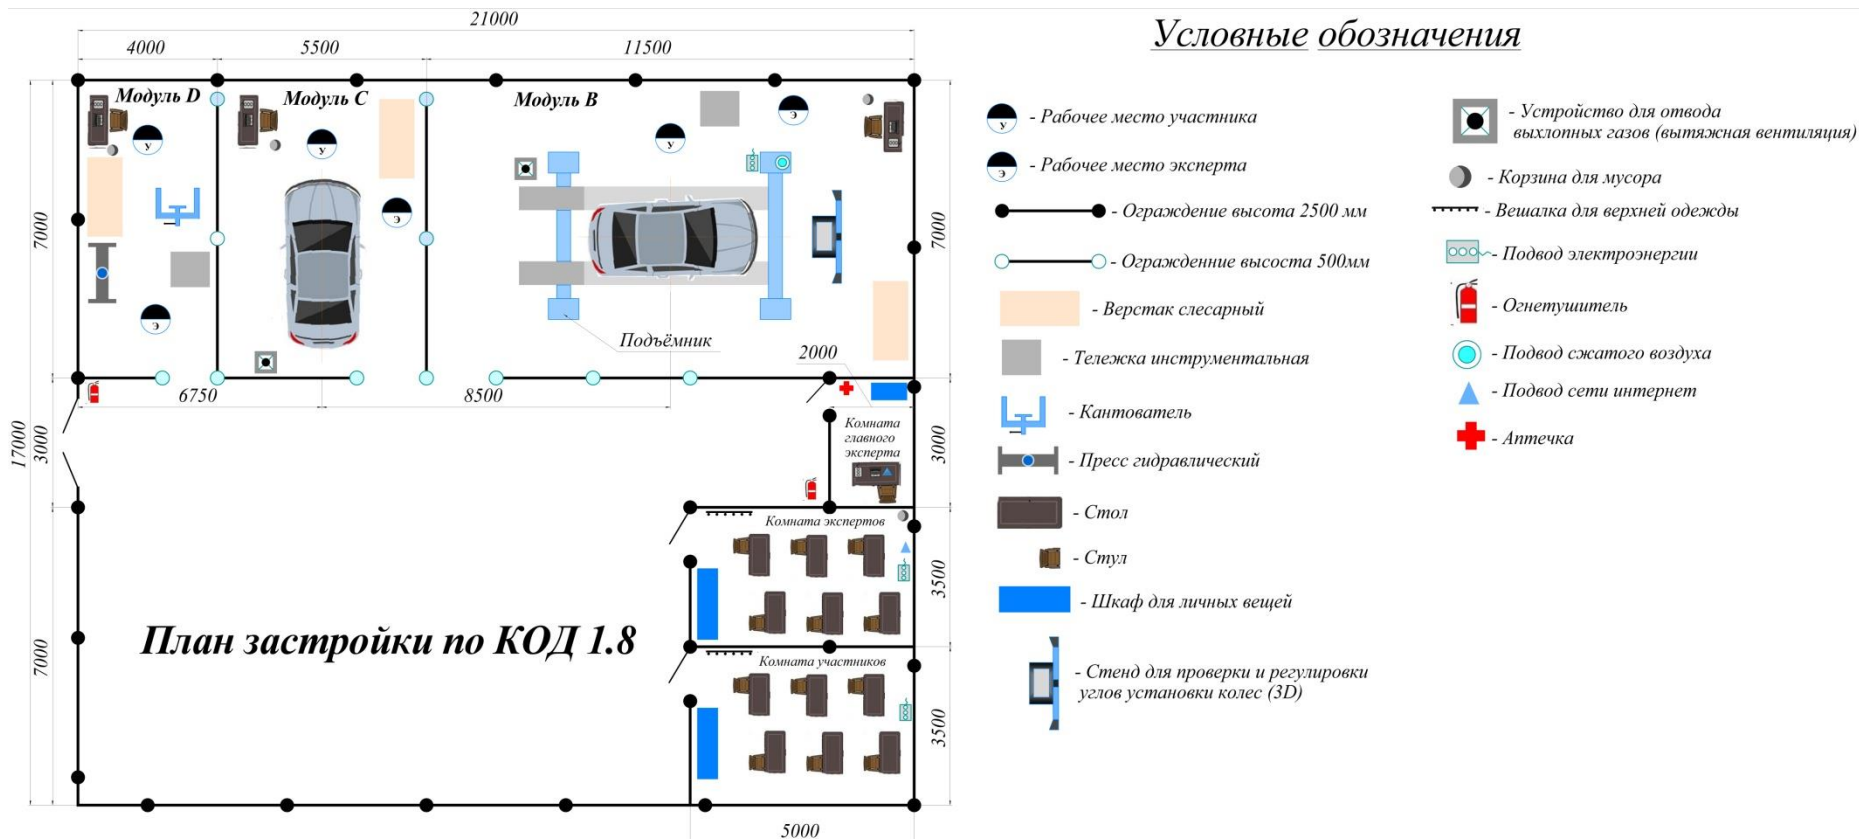 21000
4000
5500
11500
Модуль D
Модуль С
Модуль В
У
У
У
Э
Э
Э
7000
7000
Подъёмник
2000
6750
8500
17000
3000
3000
Комната
главного
эксперта
Комната экспертов
3500
План застройки по КОД 1.8
7000
Комната участников
3500
5000
Условные обозначения
У
- Рабочее место участника
Э
- Рабочее место эксперта
- Ограждение высота 2500 мм
- Огражденние высоста 500мм
- Верстак слесарный
- Тележка инструментальная
- Кантователь
- Пресс гидравлический
- Стол
- Стул
- Шкаф для личных вещей
- Стенд для проверки и регулировки
углов установки колес (3D)
- Устройство для отвода
выхлопных газов (вытяжная вентиляция)
- Корзина для мусора
- Вешалка для верхней одежды
- Подвод электроэнергии
- Огнетушитель
- Подвод сжатого воздуха
- Подвод сети интернет
- Аптечка